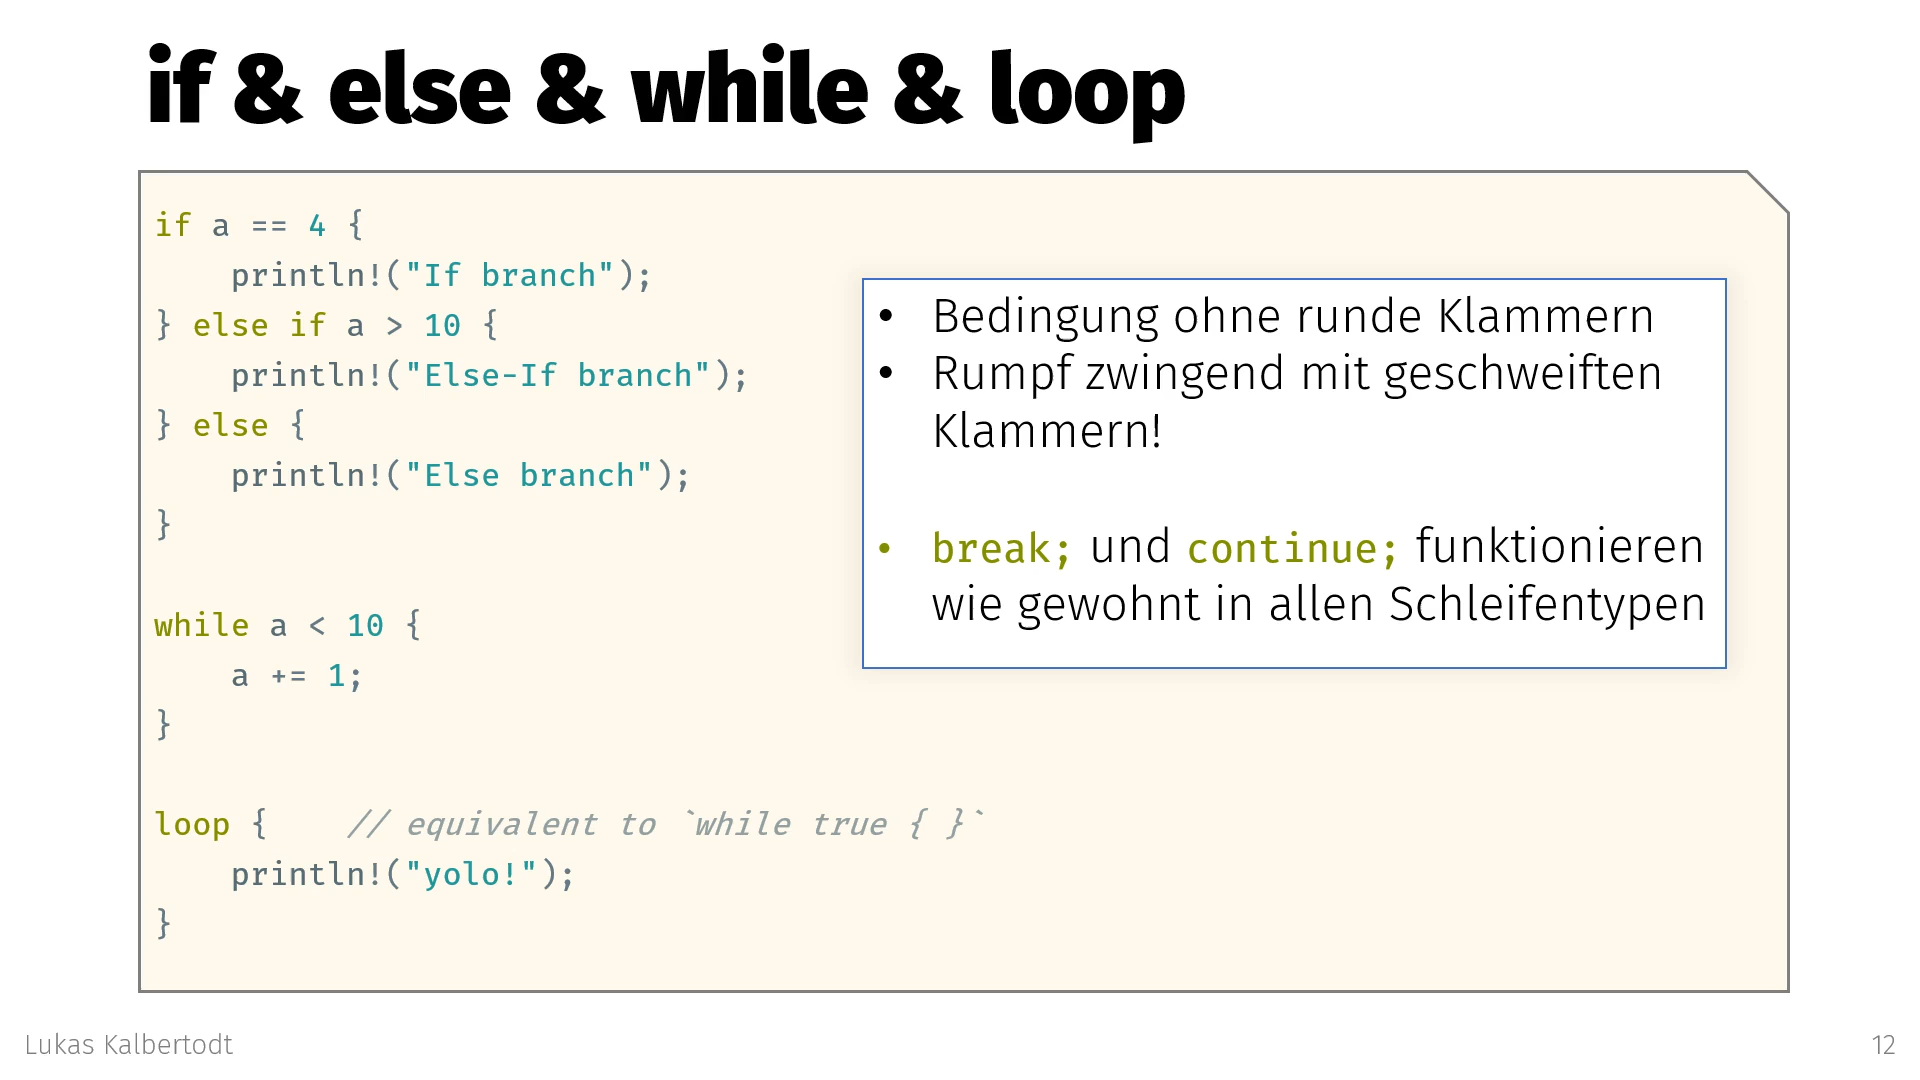 if & else & while & loop
if a == 4 {
    println!("If branch");
} else if a > 10 {
    println!("Else-If branch");
} else {
    println!("Else branch");
}
while a < 10 {
    a += 1;
}
loop {    // equivalent to `while true { }`
    println!("yolo!");
}
• Bedingung ohne runde Klammern
• Rumpf zwingend mit geschweiften
Klammern!
• break; und continue; funktionieren
wie gewohnt in allen Schleifentypen
Lukas Kalbertodt
12